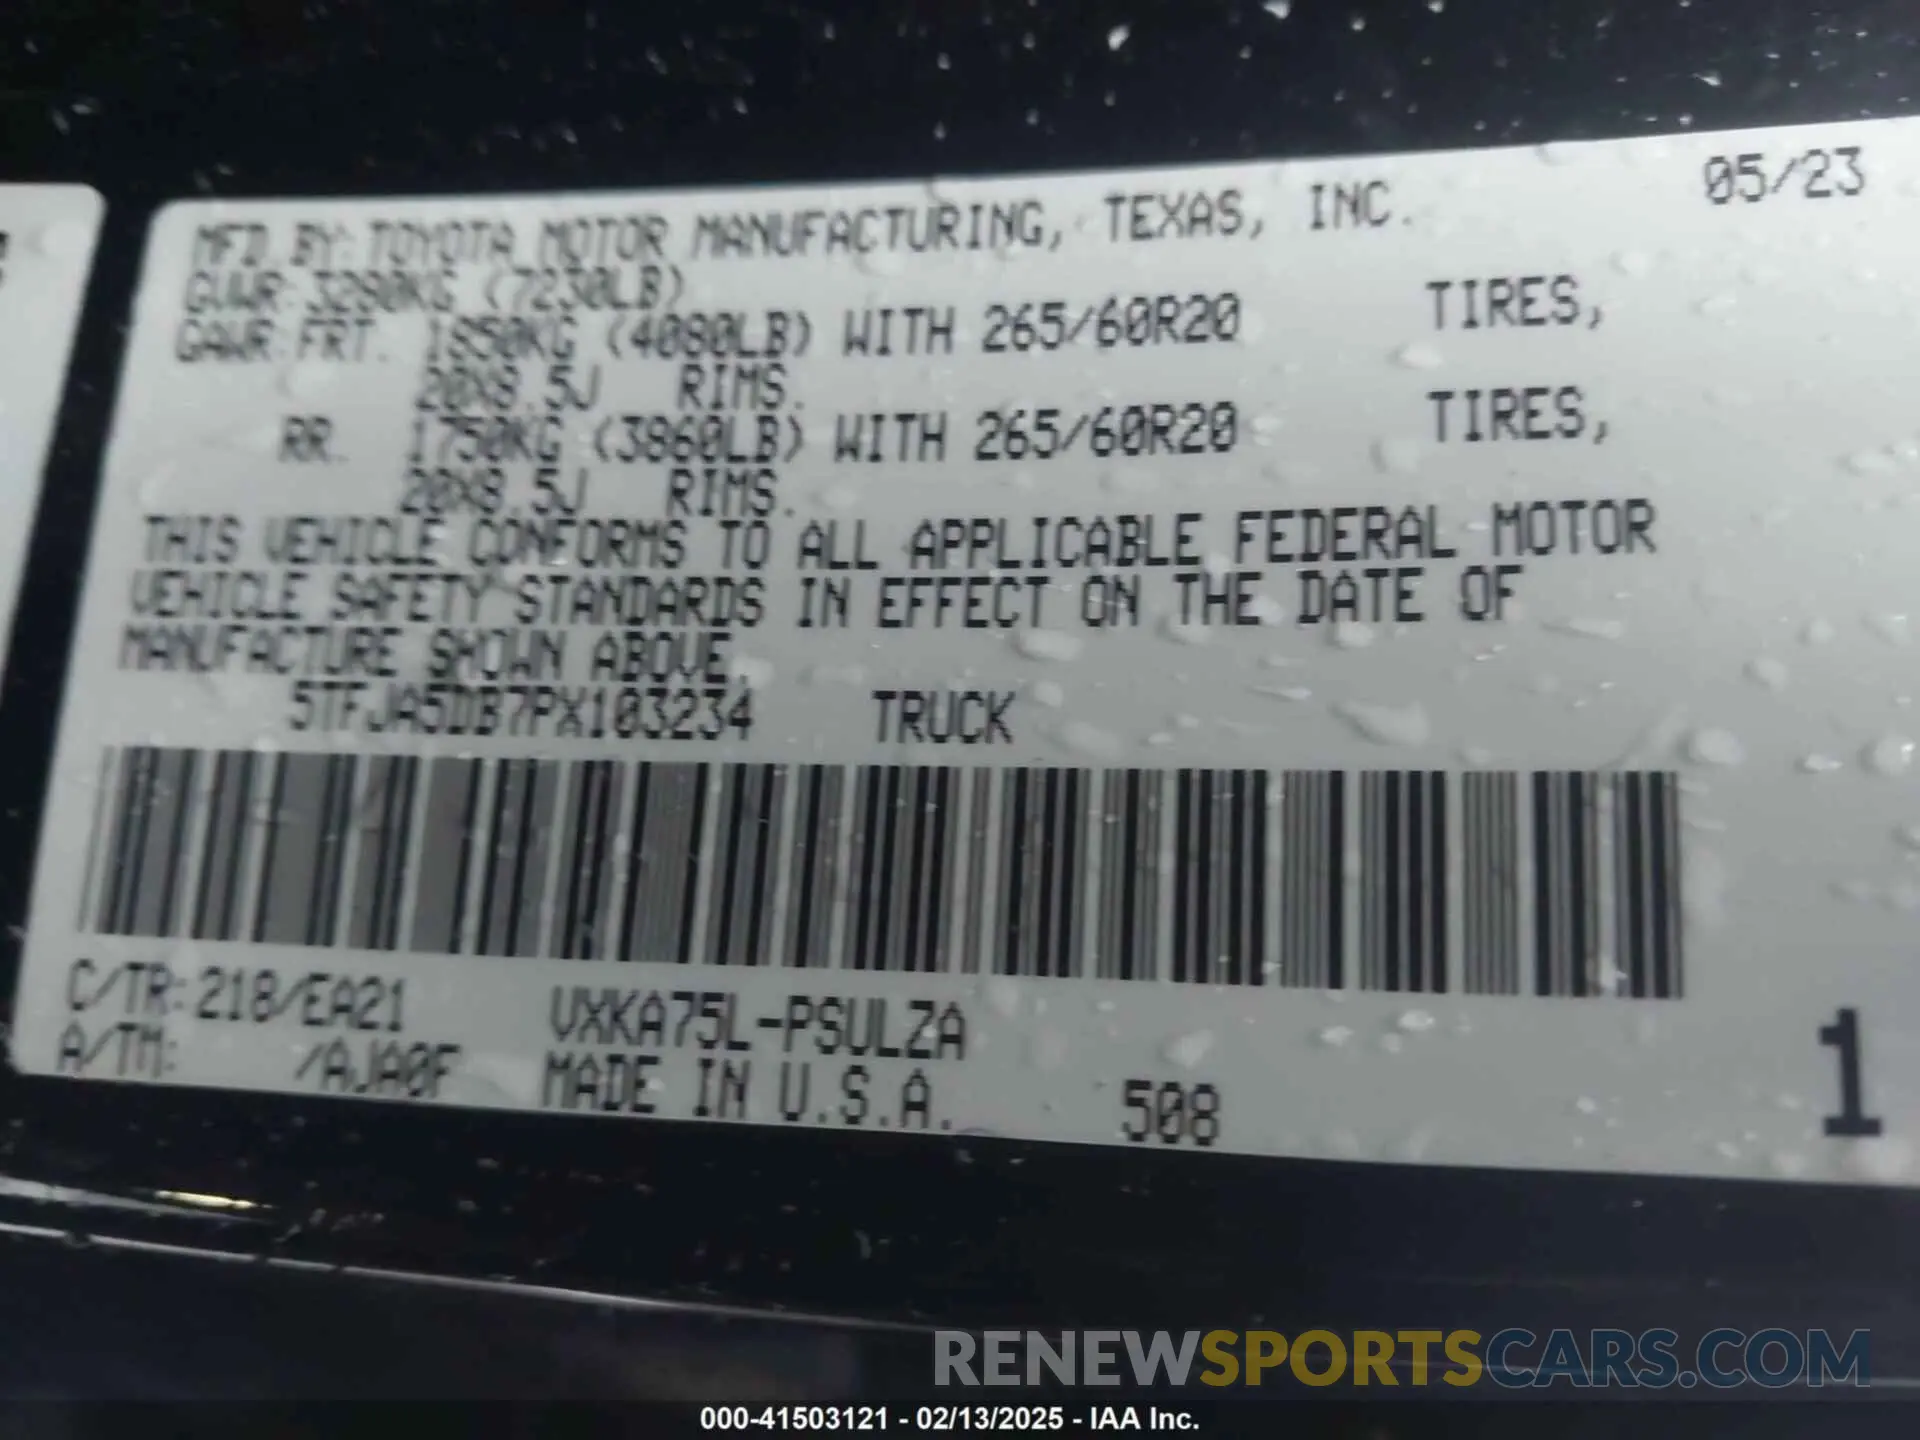 05/23
MFD. BY: TOYOTA MOTOR MANUFACTURING, TEXAS, INC.
GVWR: 3280KG (7230LB)
GAWR: FRT. 1850KG (4080LB) WITH 265/60R20 TIRES,
20X8.5J RIMS.
RR. 1750KG (3860LB) WITH 265/60R20 TIRES,
20X8.5J RIMS.
THIS VEHICLE CONFORMS TO ALL APPLICABLE FEDERAL MOTOR
VEHICLE SAFETY STANDARDS IN EFFECT ON THE DATE OF
MANUFACTURE SHOWN ABOVE.
5TFJA5DB7PX103234 TRUCK
C/TR: 218/EA21 VXKA75L-PSULZA
A/TM: /AJA0F MADE IN U.S.A. 508
1
RENEWSPORTSCARS.COM
000-41503121 - 02/13/2025 - IAA Inc.